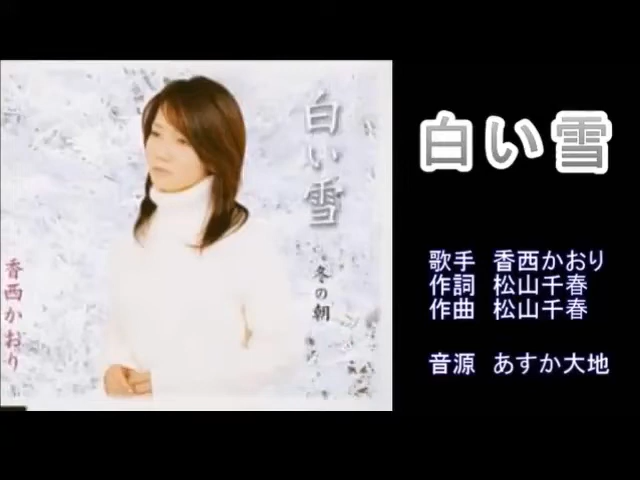 白い雪
冬の朝
香西かおり
白い雪
歌手　香西かおり
作詞　松山千春
作曲　松山千春
音源　あすか大地